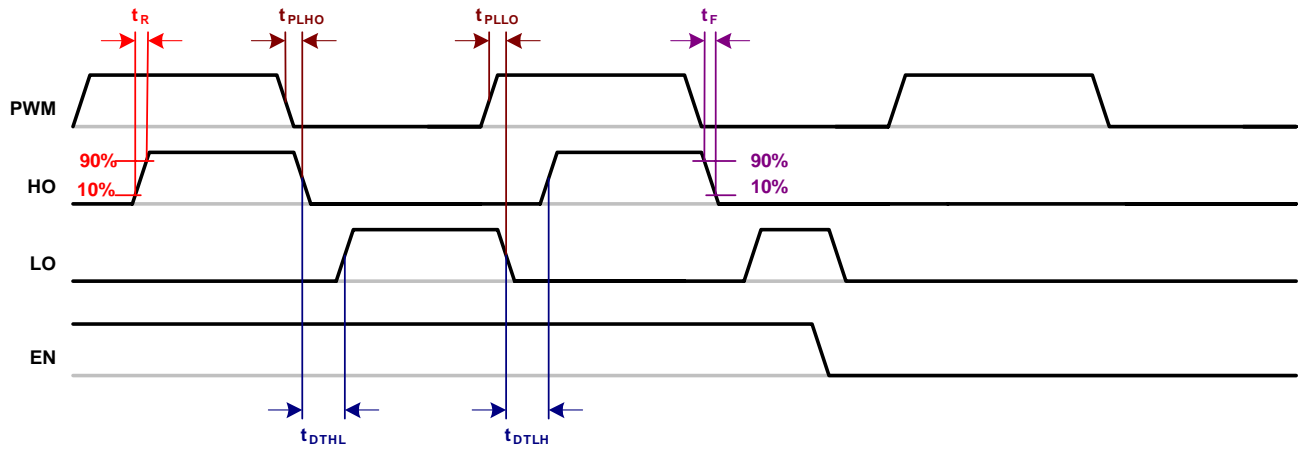 tR tPLHO tPLLO tF
PWM
90% 90%
HO 10% 10%
LO
EN
tDTHL tDTLH